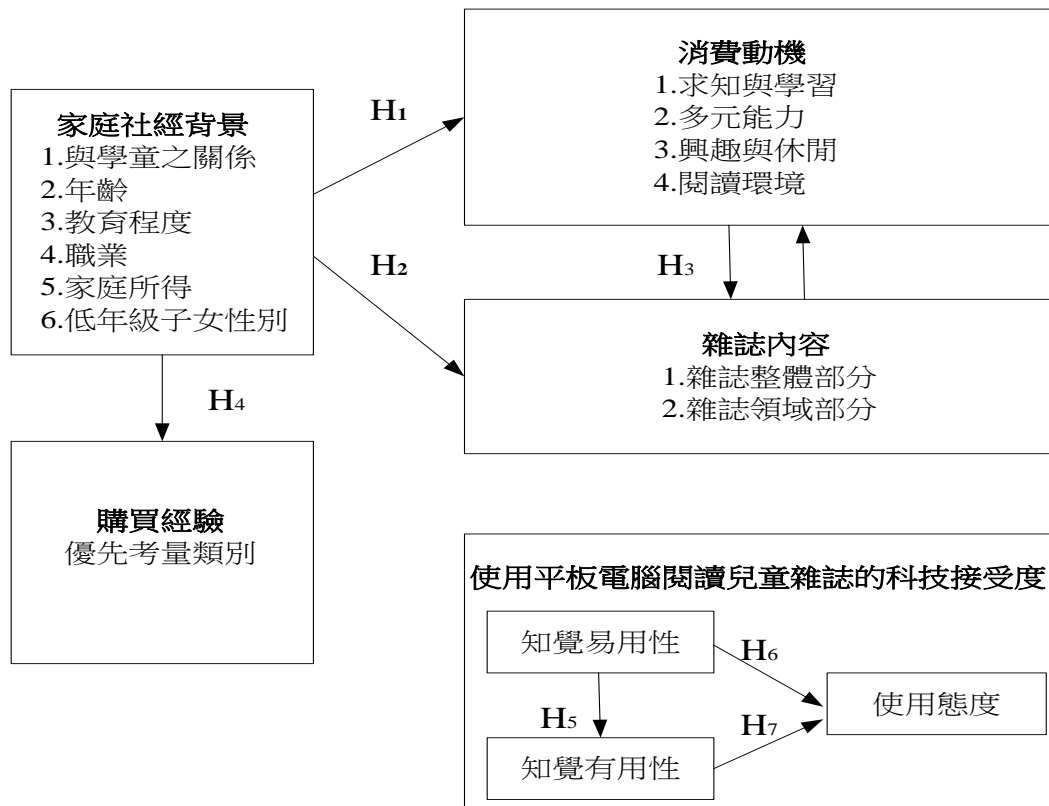 家庭社經背景
1.與學童之關係
2.年齡
3.教育程度
4.職業
5.家庭所得
6.低年級子女性別
H1
消費動機
1.求知與學習
2.多元能力
3.興趣與休閒
4.閱讀環境
H2
H3
雜誌內容
1.雜誌整體部分
2.雜誌領域部分
H4
購買經驗
優先考量類別
使用平板電腦閱讀兒童雜誌的科技接受度
知覺易用性
H6
使用態度
H5
H7
知覺有用性